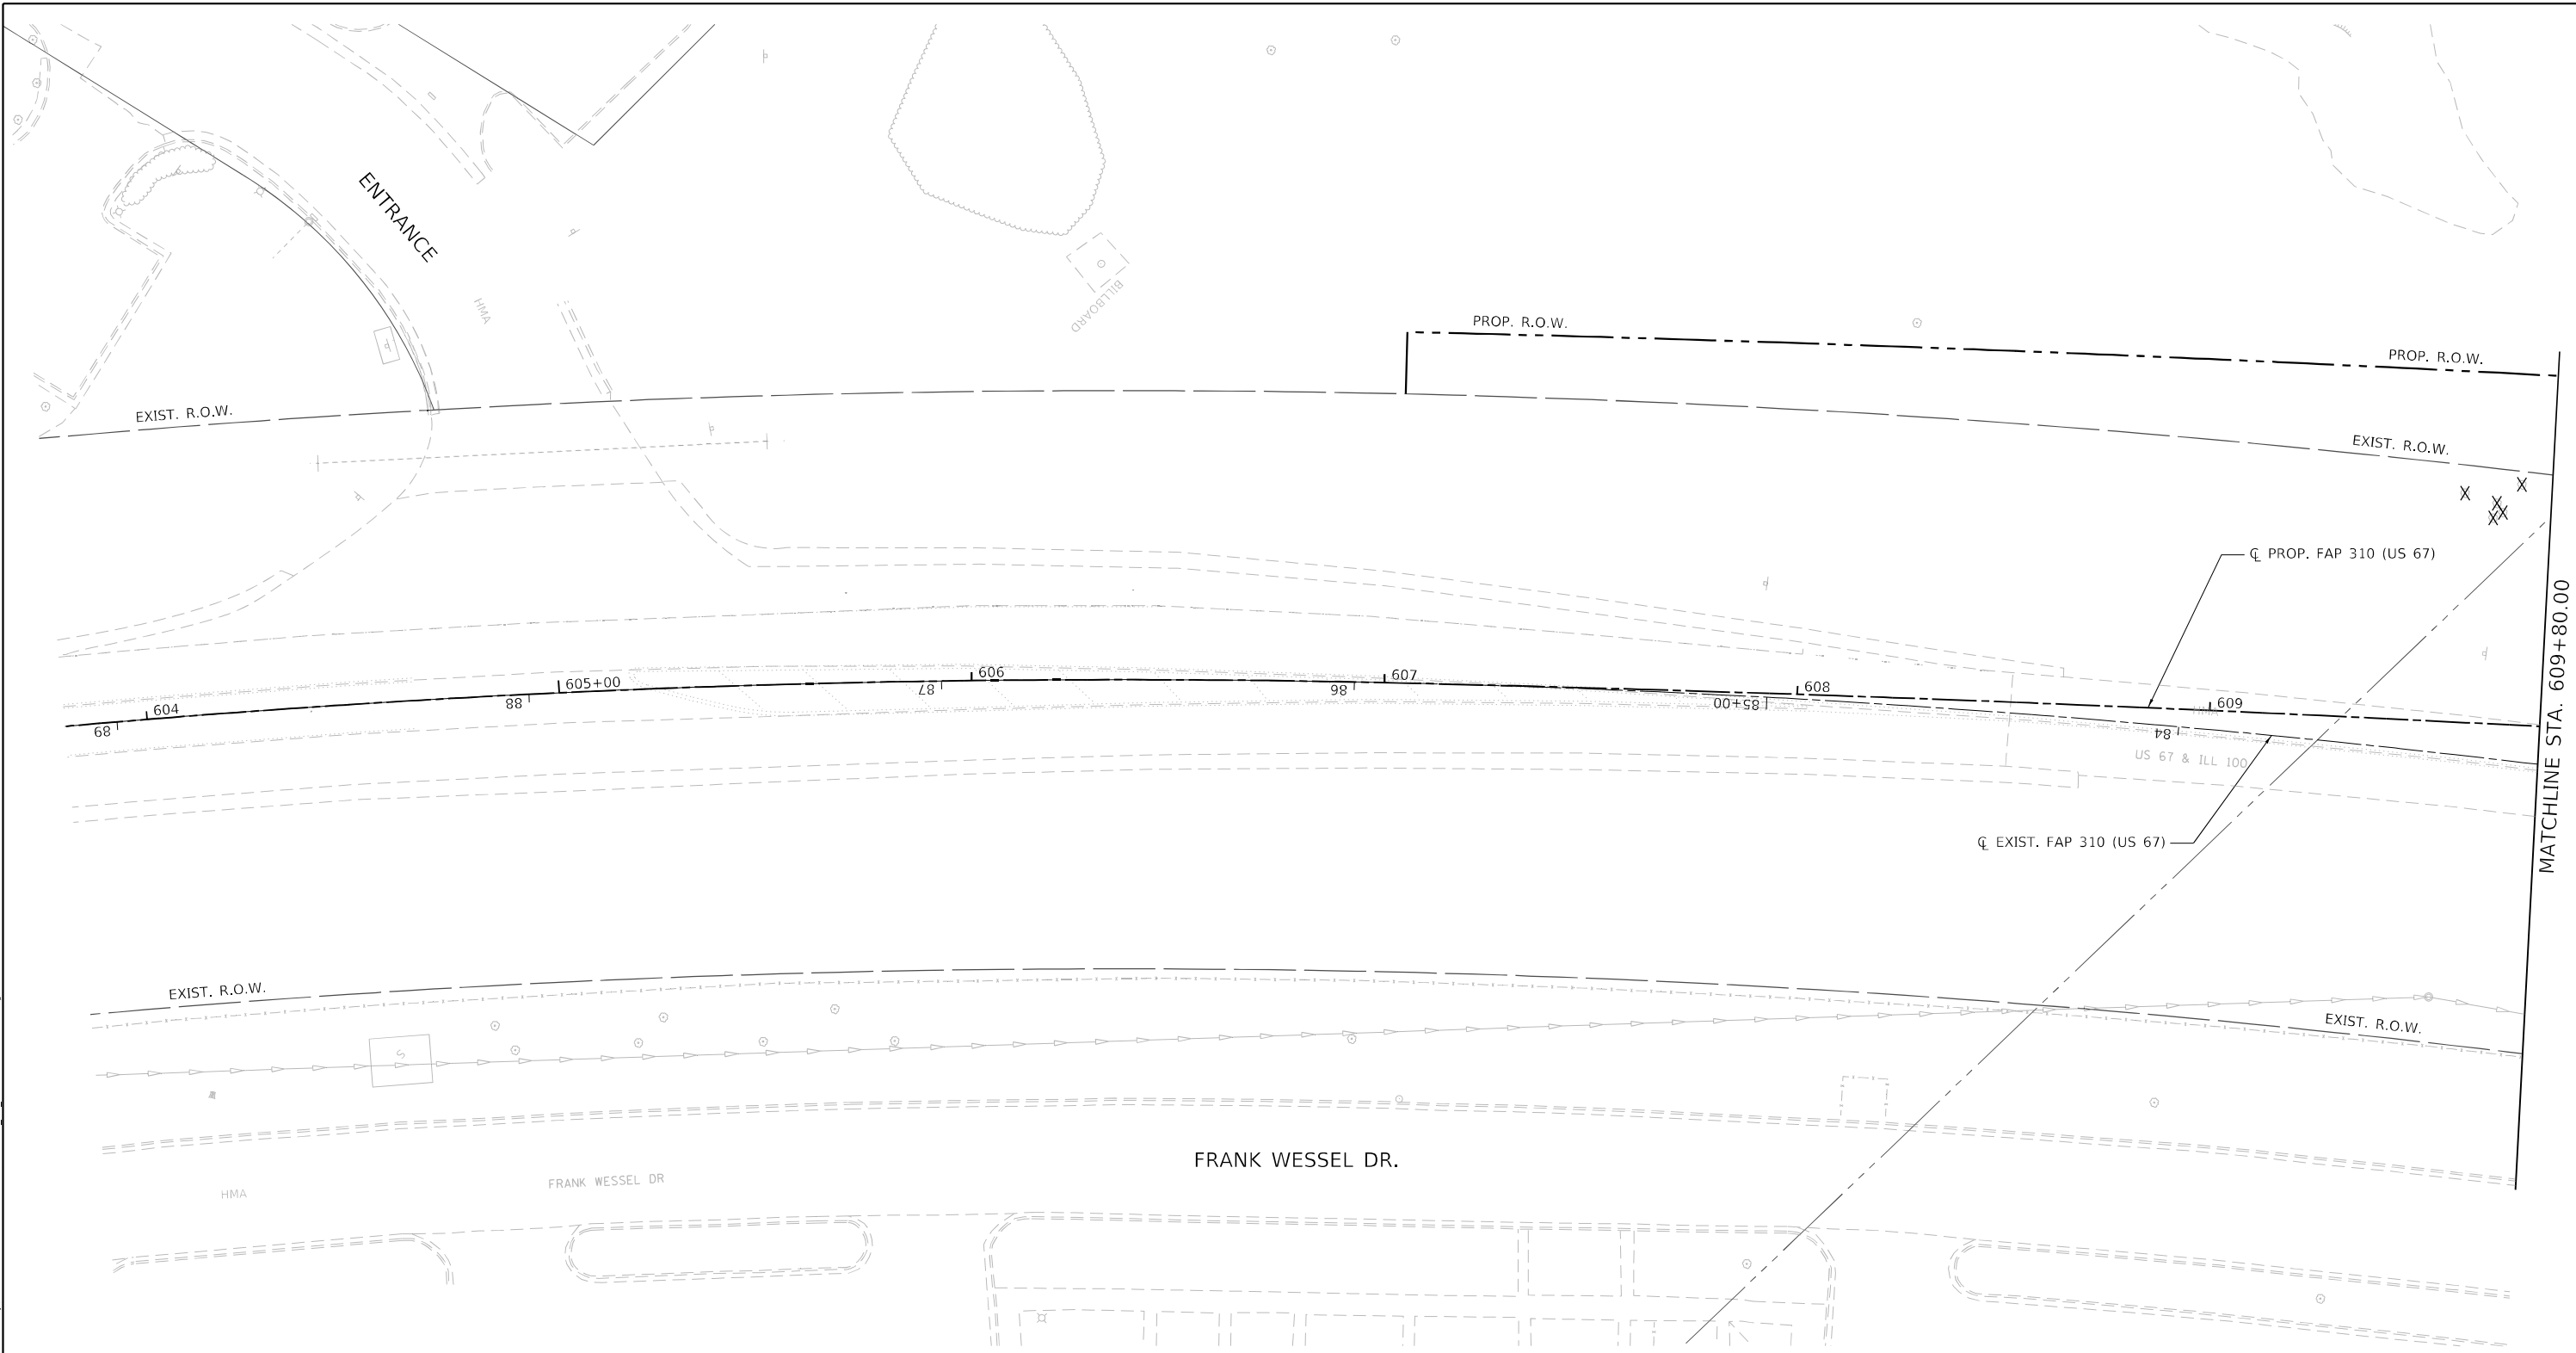 ENTRANCE
HMA
BILLBOARD
PROP. R.O.W.
PROP. R.O.W.
EXIST. R.O.W.
EXIST. R.O.W.
X X X X X
℄ PROP. FAP 310 (US 67)
MATCHLINE STA. 609+80.00
604
605+00
606
607
608
609
89
88
87
86
85+00
84
HMA
US 67 & ILL 100
℄ EXIST. FAP 310 (US 67)
EXIST. R.O.W.
EXIST. R.O.W.
S
FRANK WESSEL DR.
FRANK WESSEL DR
HMA